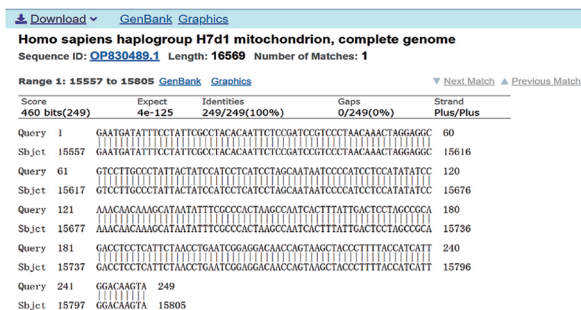 Download GenBank Graphics
Homo sapiens haplogroup H7d1 mitochondrion, complete genome
Sequence ID: OP830489.1 Length: 16569 Number of Matches: 1
Range 1: 15557 to 15805 GenBank Graphics Next Match Previous Match
Score Expect Identities Gaps Strand
460 bits(249) 4e-125 249/249(100%) 0/249(0%) Plus/Plus
Query 1 GAATGATATTTCCTATTCGCCTACACAATTCTCCGATCCGTCCCTAACAAACTAGGAGGC 60
Sbjct 15557 GAATGATATTTCCTATTCGCCTACACAATTCTCCGATCCGTCCCTAACAAACTAGGAGGC 15616
Query 61 GTCCTTGCCCTATTACTATCCATCCTCATCCTAGCAATAATCCCCATCCTCCATATATCC 120
Sbjct 15617 GTCCTTGCCCTATTACTATCCATCCTCATCCTAGCAATAATCCCCATCCTCCATATATCC 15676
Query 121 AAACAACAAAGCATAATATTTCGCCCACTAAGCCAATCACTTTATTGACTCCTAGCCGCA 180
Sbjct 15677 AAACAACAAAGCATAATATTTCGCCCACTAAGCCAATCACTTTATTGACTCCTAGCCGCA 15736
Query 181 GACCTCCTCATTCTAACCTGAATCGGAGGACAACCAGTAAGCTACCCTTTTACCATCATT 240
Sbjct 15737 GACCTCCTCATTCTAACCTGAATCGGAGGACAACCAGTAAGCTACCCTTTTACCATCATT 15796
Query 241 GGACAAGTA 249
Sbjct 15797 GGACAAGTA 15805